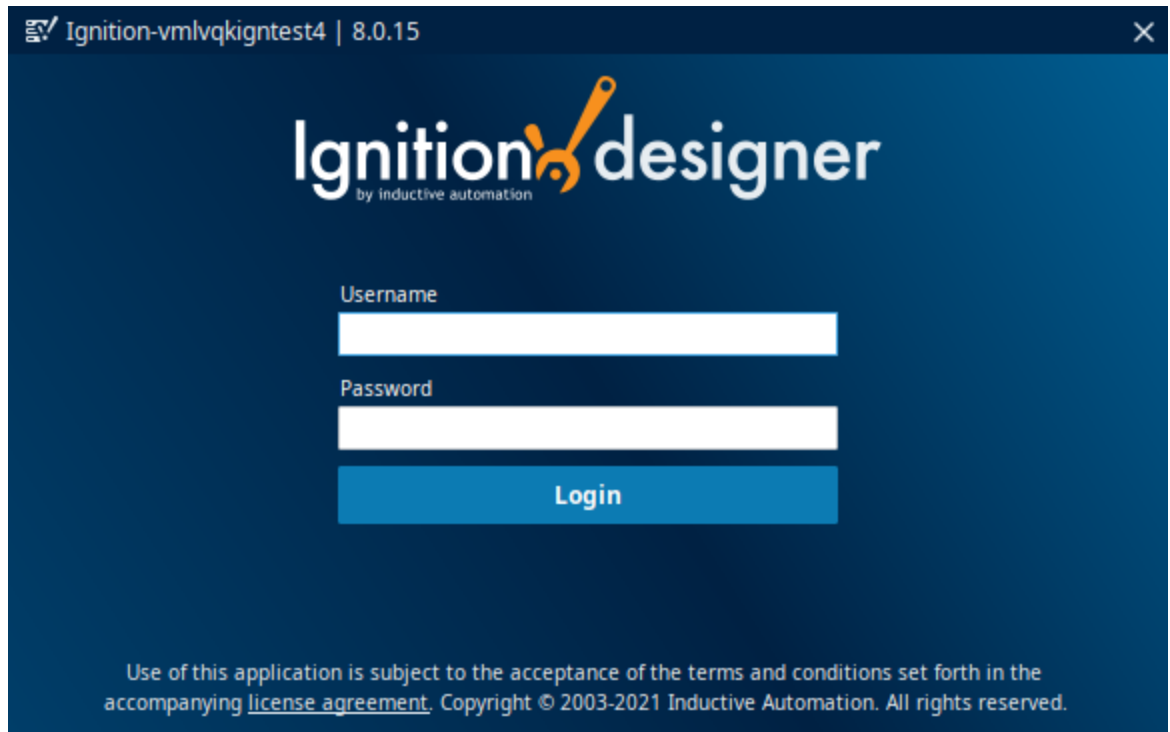 Ignition-vmlvqkigntest4 | 8.0.15
Ignition designer
by inductive automation
Username
Password
Login
Use of this application is subject to the acceptance of the terms and conditions set forth in the
accompanying license agreement. Copyright © 2003-2021 Inductive Automation. All rights reserved.